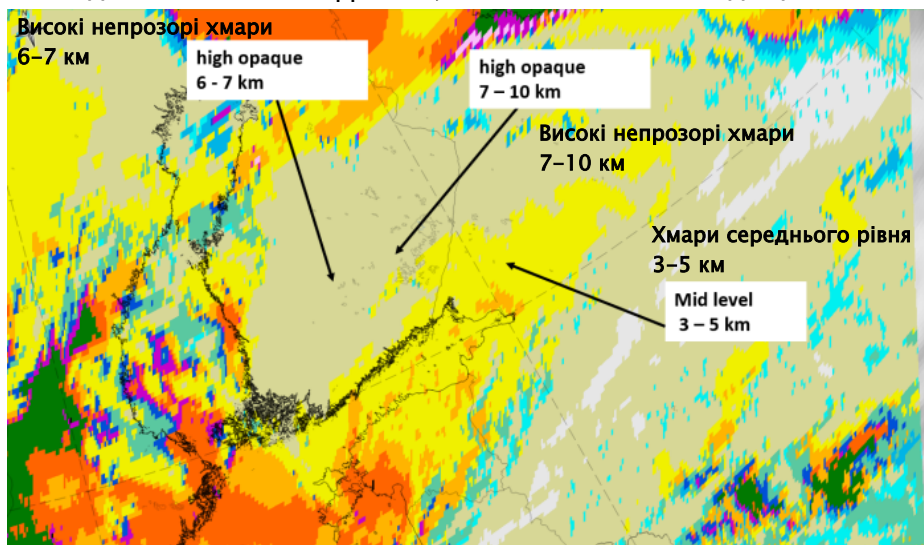 Високі непрозорі хмари
6–7 км
high opaque
6 - 7 km
high opaque
7 – 10 km
Високі непрозорі хмари
7–10 км
Хмари середнього рівня
3–5 км
Mid level
3 – 5 km